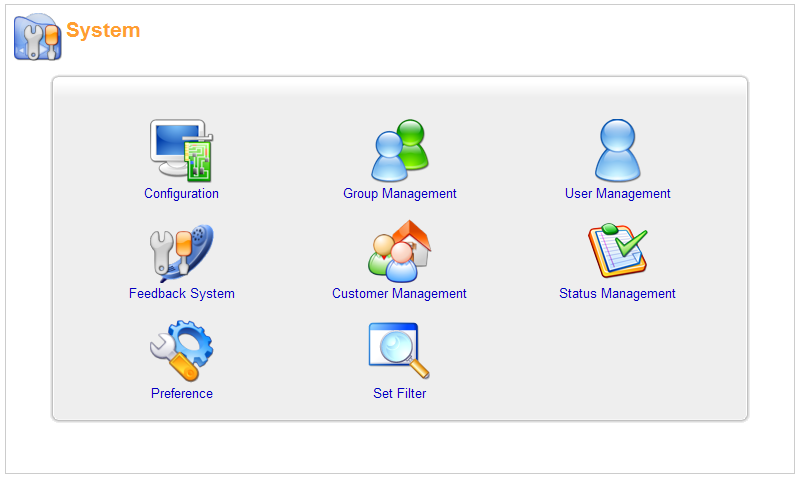 System
Configuration
Group Management
User Management
Feedback System
Customer Management
Status Management
Preference
Set Filter